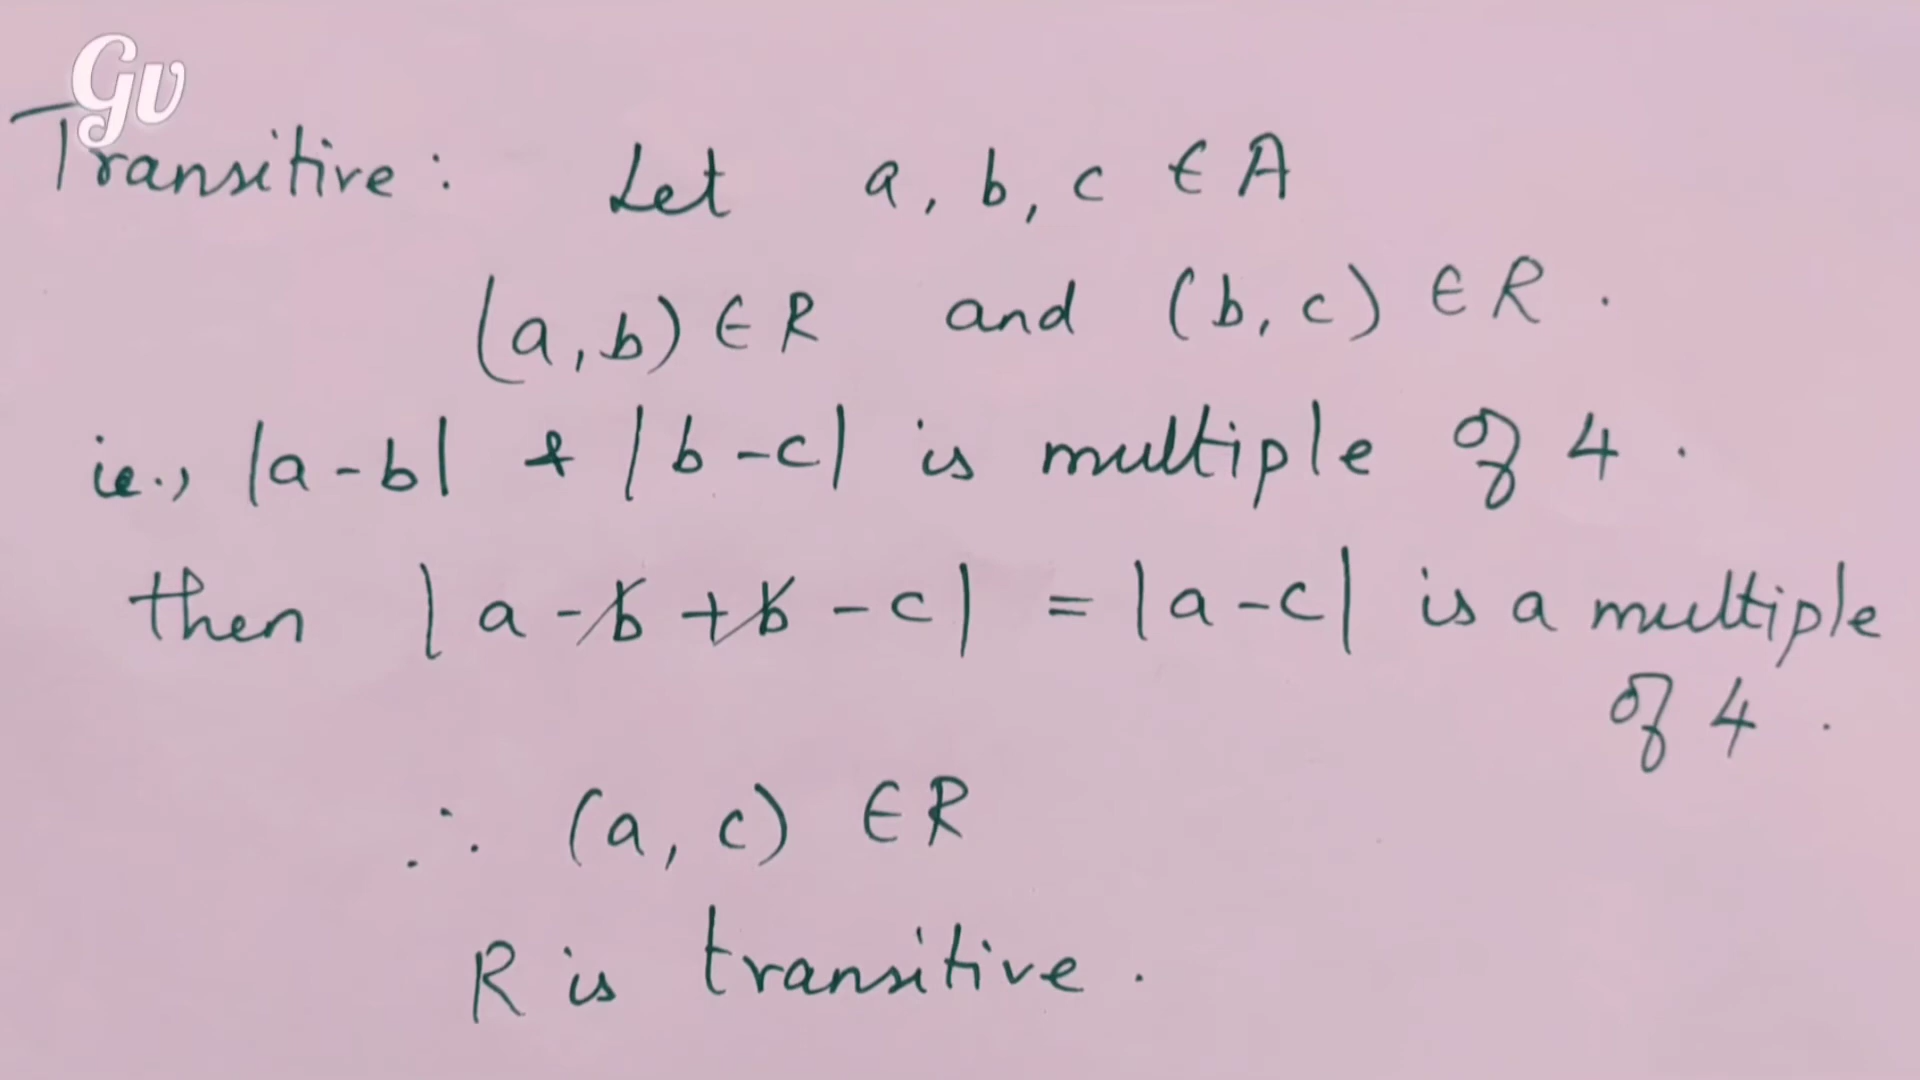 Gv
Transitive: Let a, b, c ∈ A
(a, b) ∈ R and (b, c) ∈ R.
ie., |a-b| & |b-c| is multiple of 4.
then |a-b+b-c| = |a-c| is a multiple
of 4.
∴ (a, c) ∈ R
R is transitive.